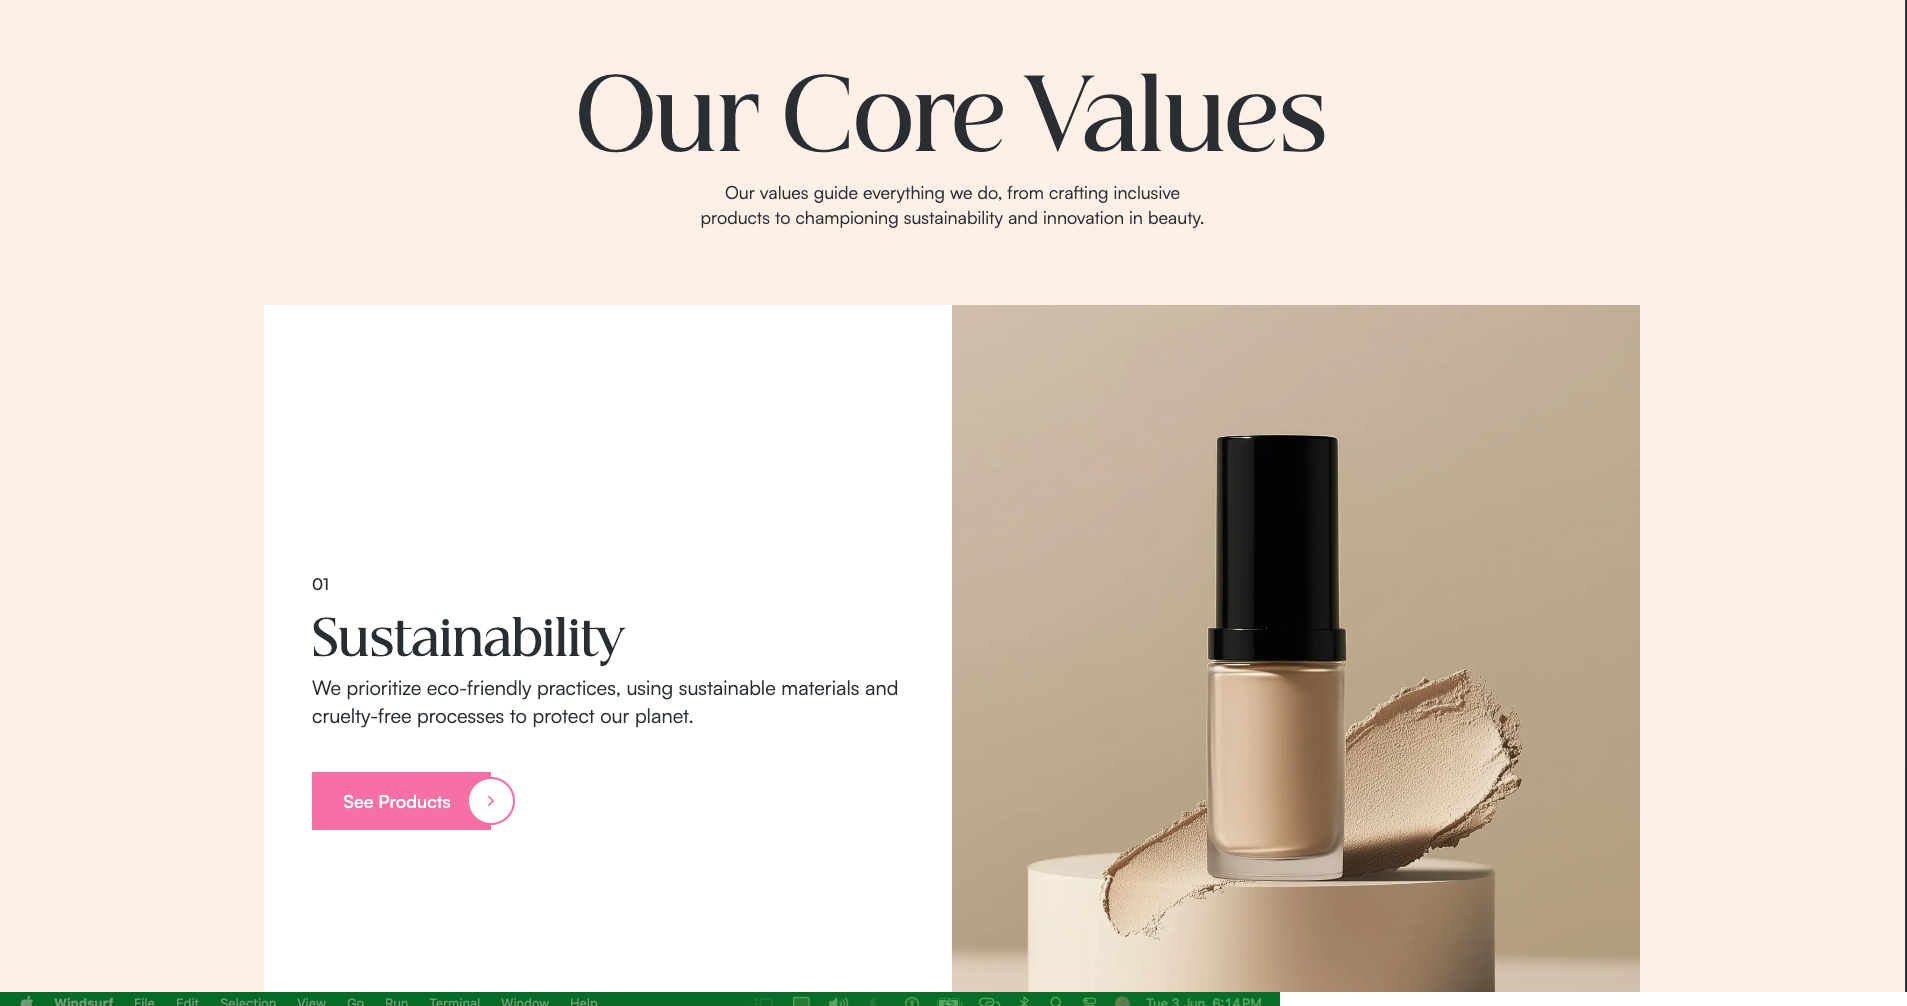 Our Core Values
Our values guide everything we do, from crafting inclusive
products to championing sustainability and innovation in beauty.
01
Sustainability
We prioritize eco-friendly practices, using sustainable materials and
cruelty-free processes to protect our planet.
See Products
Windsurf File Edit Selection View Go Run Terminal Window Help Tue 3 Jun 6:14 PM